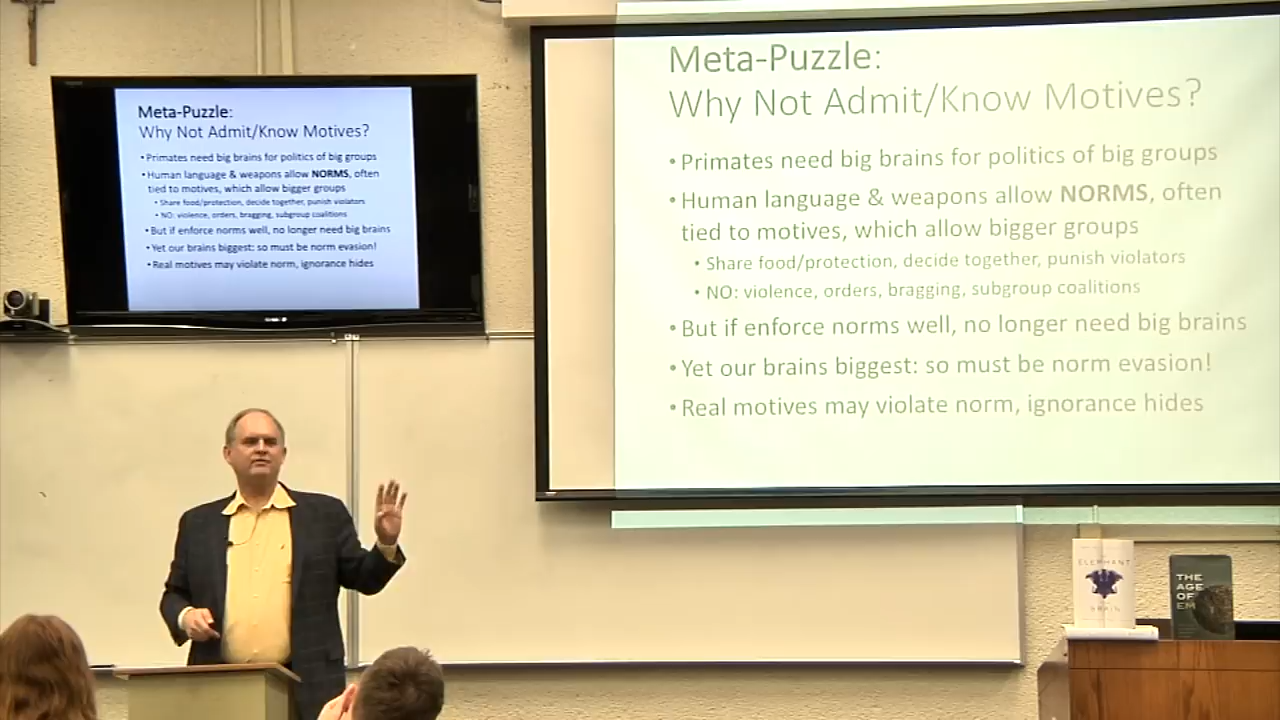 Meta-Puzzle:
Why Not Admit/Know Motives?
• Primates need big brains for politics of big groups
• Human language & weapons allow NORMS, often
tied to motives, which allow bigger groups
• Share food/protection, decide together, punish violators
• NO: violence, orders, bragging, subgroup coalitions
• But if enforce norms well, no longer need big brains
• Yet our brains biggest: so must be norm evasion!
• Real motives may violate norm, ignorance hides
Meta-Puzzle:
Why Not Admit/Know Motives?
• Primates need big brains for politics of big groups
• Human language & weapons allow NORMS, often
tied to motives, which allow bigger groups
• Share food/protection, decide together, punish violators
• NO: violence, orders, bragging, subgroup coalitions
• But if enforce norms well, no longer need big brains
• Yet our brains biggest: so must be norm evasion!
• Real motives may violate norm, ignorance hides
ELEPHANT
BRAIN
THE
AGE
OF
EM